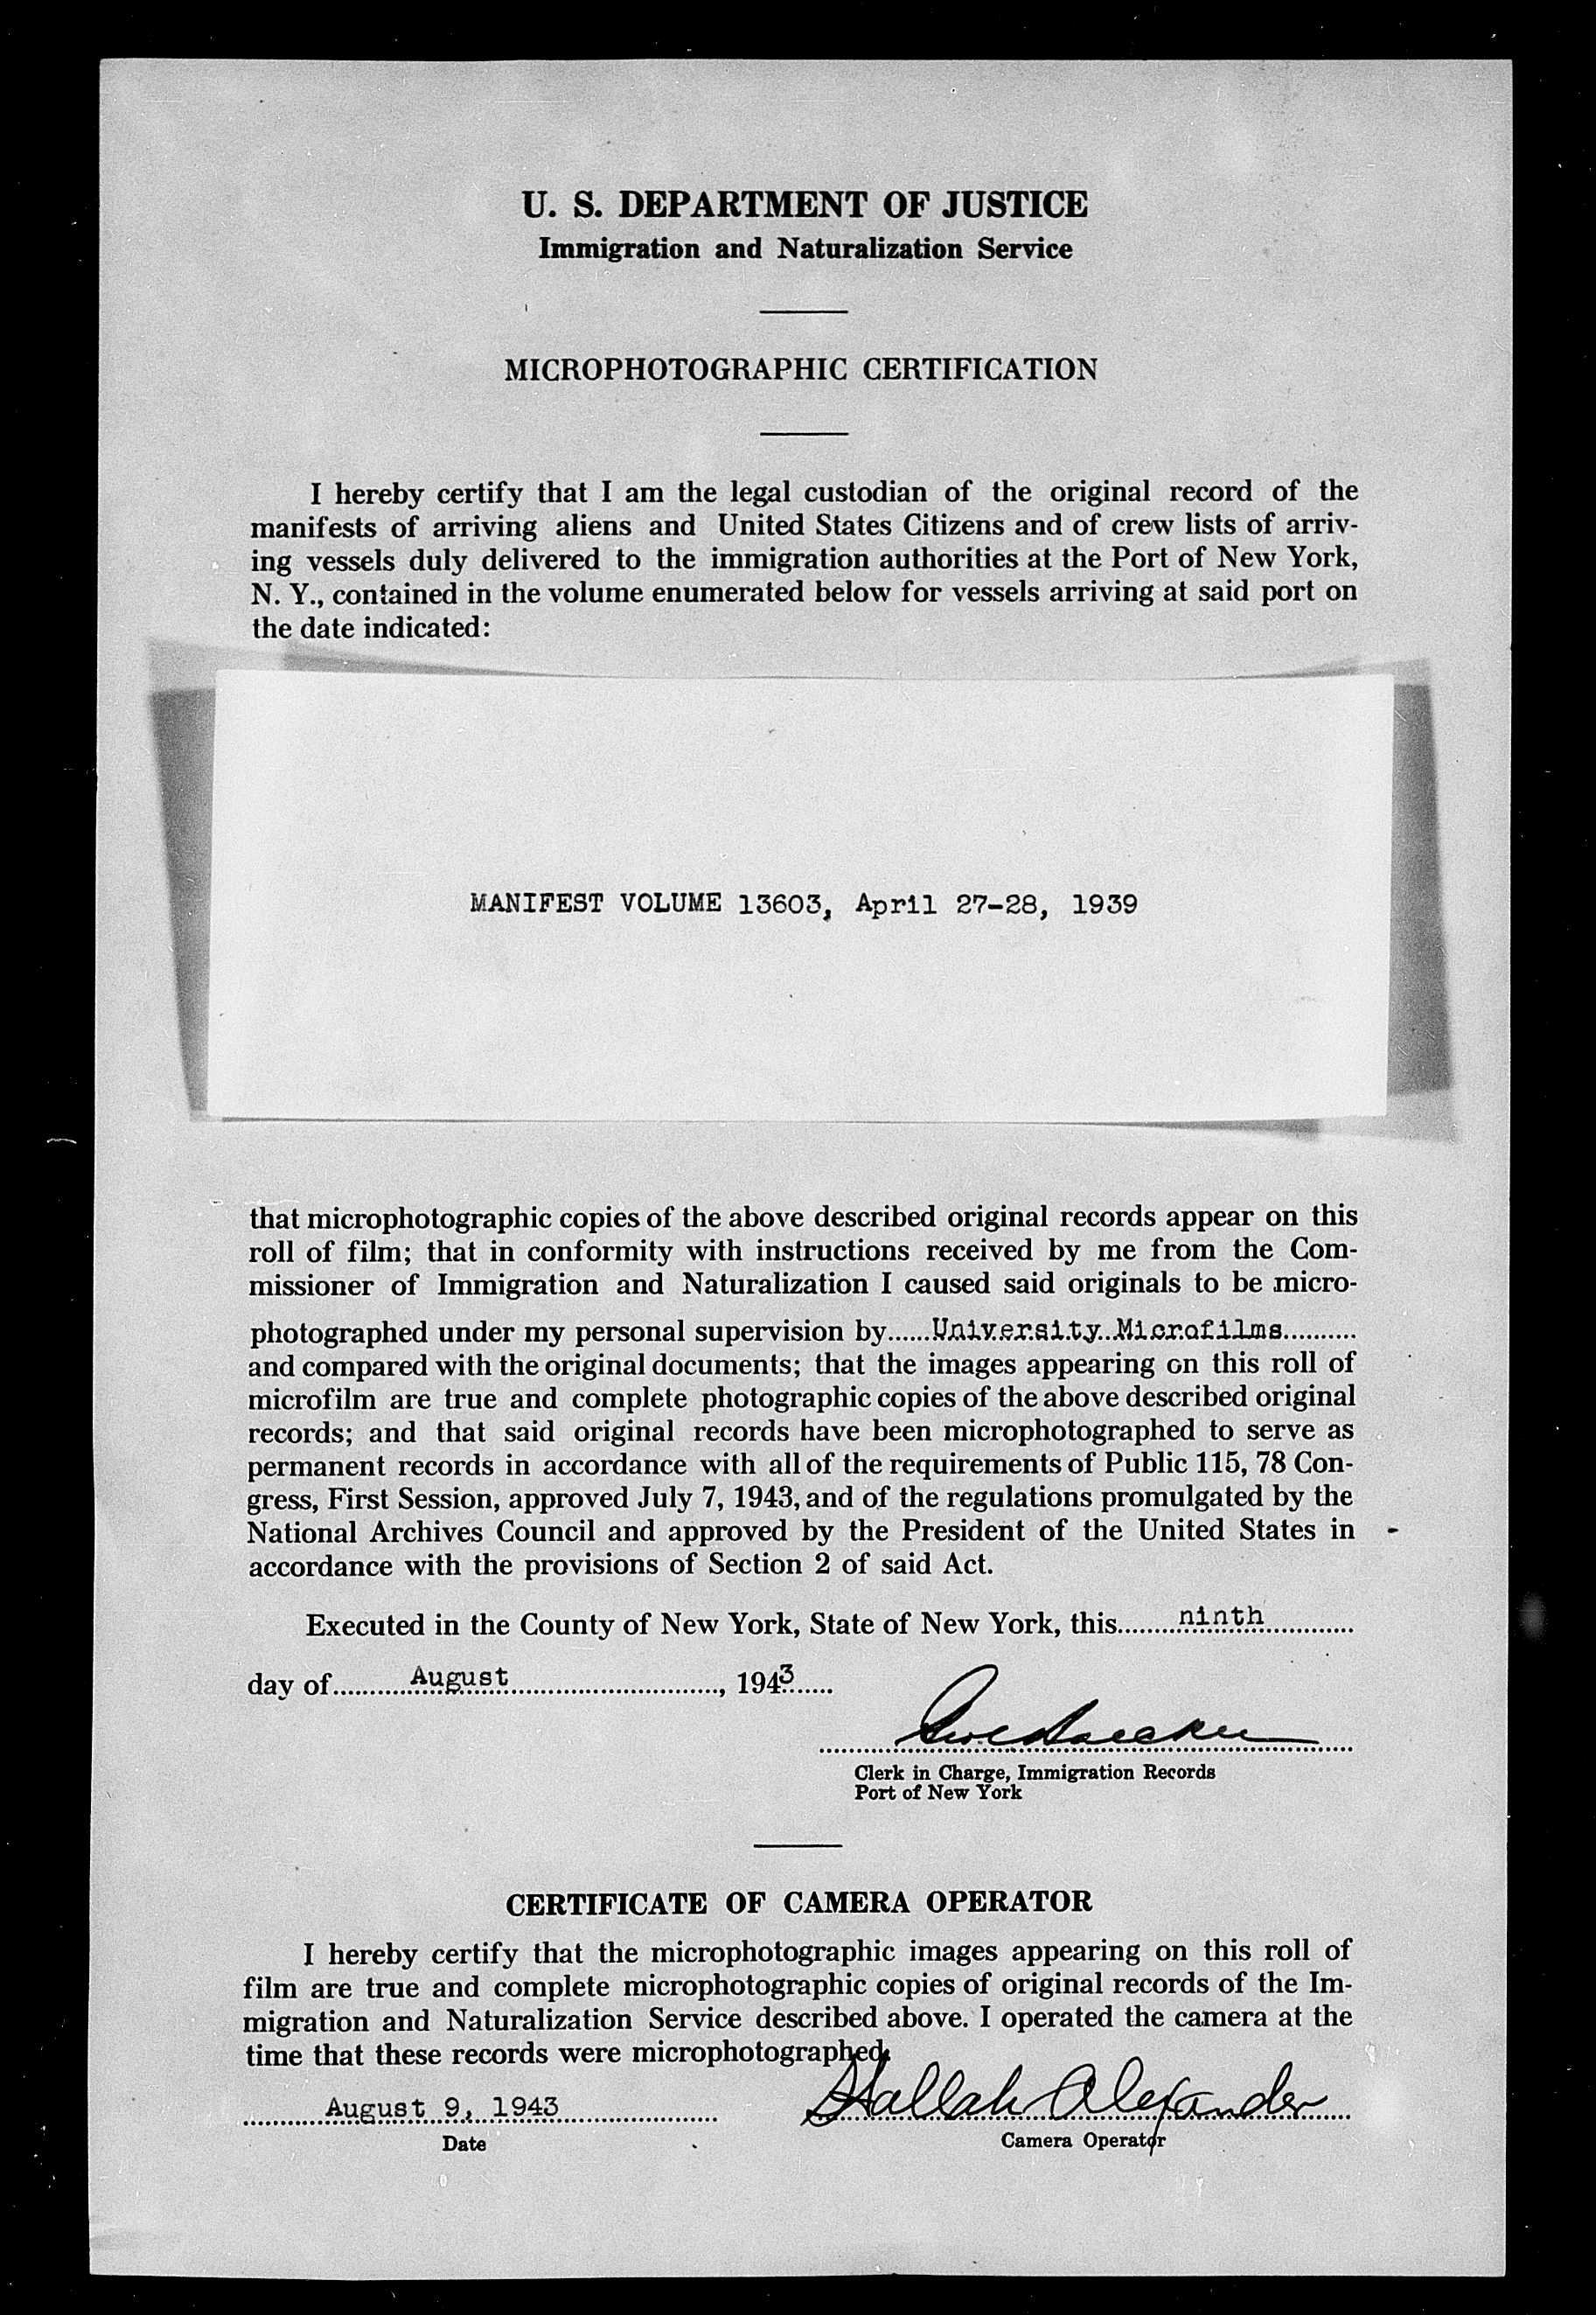 U. S. DEPARTMENT OF JUSTICE
Immigration and Naturalization Service
MICROPHOTOGRAPHIC CERTIFICATION
I hereby certify that I am the legal custodian of the original record of the
manifests of arriving aliens and United States Citizens and of crew lists of arriv-
ing vessels duly delivered to the immigration authorities at the Port of New York,
N. Y., contained in the volume enumerated below for vessels arriving at said port on
the date indicated:
MANIFEST VOLUME 13603, April 27-28, 1939
that microphotographic copies of the above described original records appear on this
roll of film; that in conformity with instructions received by me from the Com-
missioner of Immigration and Naturalization I caused said originals to be micro-
photographed under my personal supervision by......University Microfilms..........
and compared with the original documents; that the images appearing on this roll of
microfilm are true and complete photographic copies of the above described original
records; and that said original records have been microphotographed to serve as
permanent records in accordance with all of the requirements of Public 115, 78 Con-
gress, First Session, approved July 7, 1943, and of the regulations promulgated by the
National Archives Council and approved by the President of the United States in
accordance with the provisions of Section 2 of said Act.
Executed in the County of New York, State of New York, this ninth
day of August, 1943
Clerk in Charge, Immigration Records
Port of New York
CERTIFICATE OF CAMERA OPERATOR
I hereby certify that the microphotographic images appearing on this roll of
film are true and complete microphotographic copies of original records of the Im-
migration and Naturalization Service described above. I operated the camera at the
time that these records were microphotographed.
August 9, 1943 Hallah Alexander
Date Camera Operator